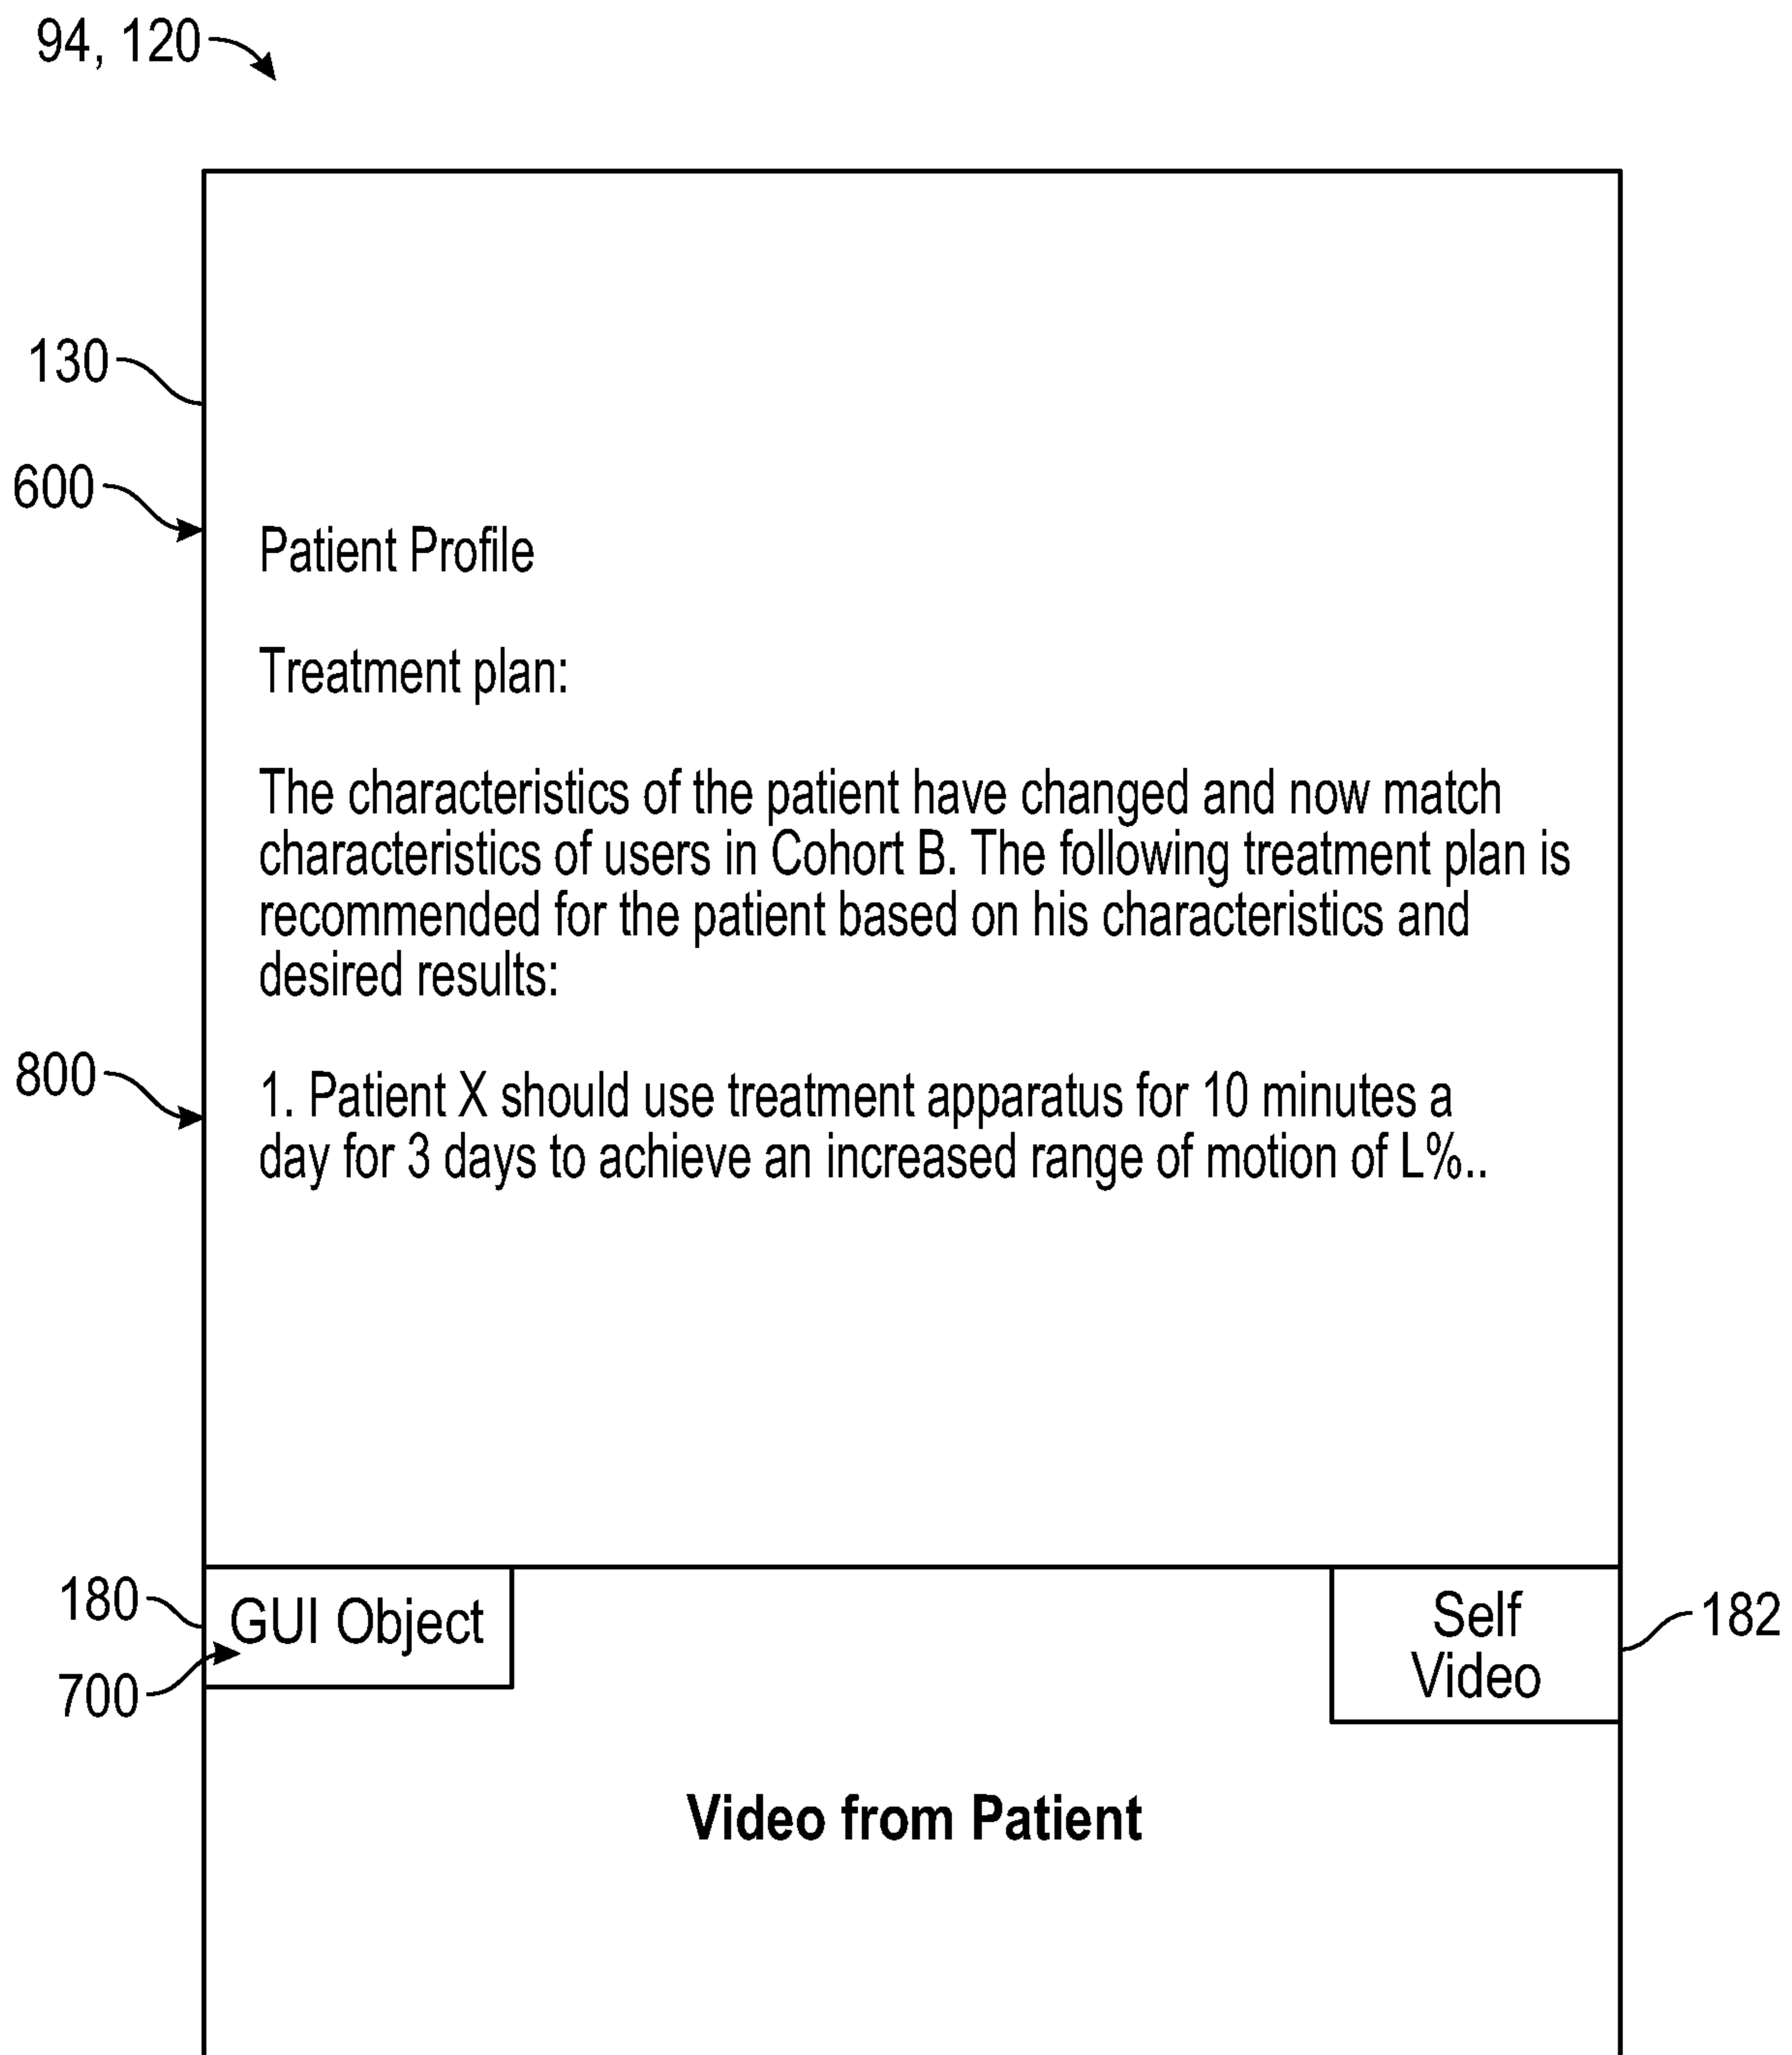 94, 120
130
600
Patient Profile
Treatment plan:
The characteristics of the patient have changed and now match
characteristics of users in Cohort B. The following treatment plan is
recommended for the patient based on his characteristics and
desired results:
800
1. Patient X should use treatment apparatus for 10 minutes a
day for 3 days to achieve an increased range of motion of L%..
180
GUI Object
700
Self
Video
182
Video from Patient